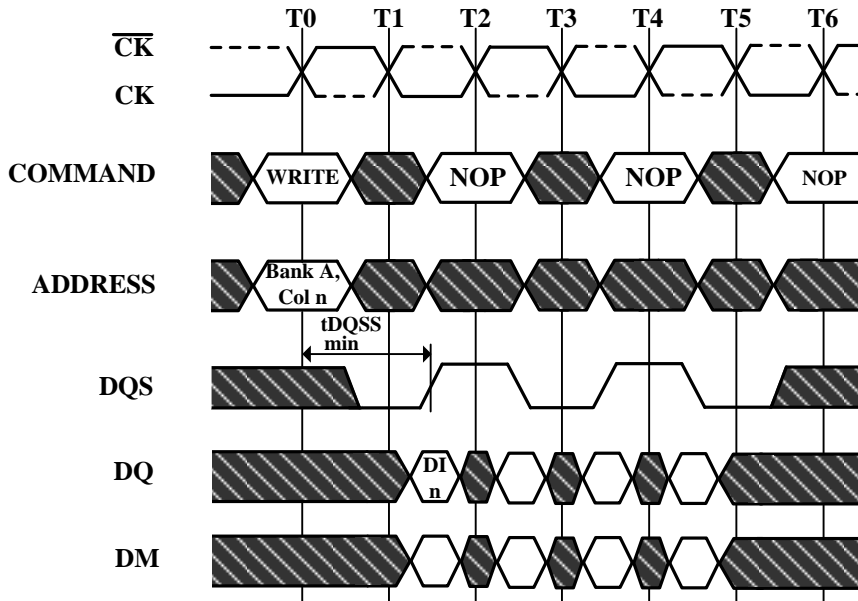 T0 T1 T2 T3 T4 T5 T6
CK
CK
COMMAND WRITE NOP NOP NOP
ADDRESS Bank A,
Col n
tDQSS
min
DQS
DQ DI
n
DM